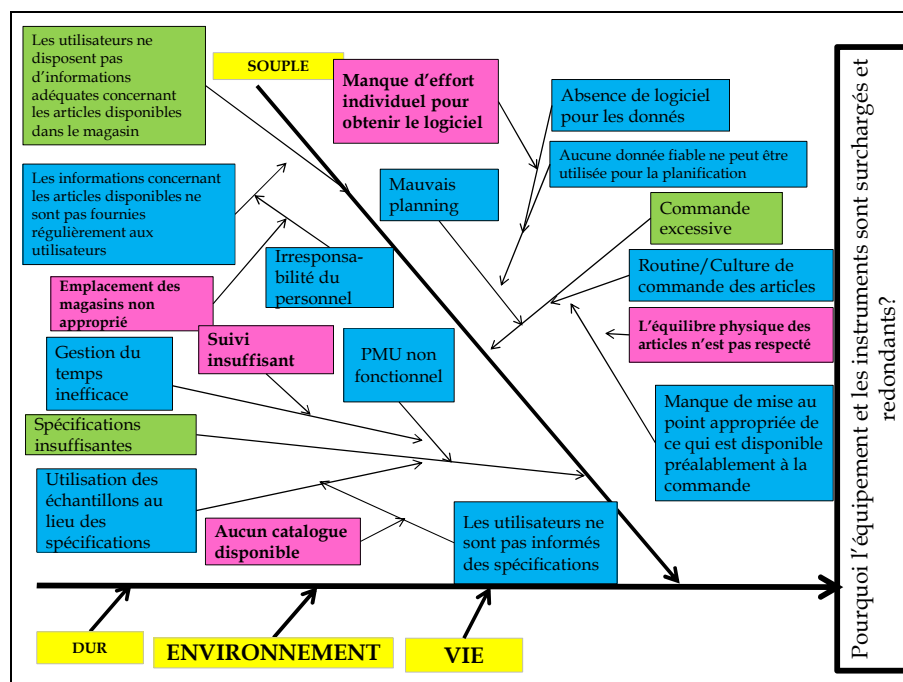 Les utilisateurs ne
disposent pas
d'informations
adéquates concernant
les articles disponibles
dans le magasin
SOUPLE
Manque d'effort
individuel pour
obtenir le logiciel
Absence de logiciel
pour les donnés
Aucune donnée fiable ne peut être
utilisée pour la planification
Les informations concernant
les articles disponibles ne
sont pas fournies
régulièrement aux
utilisateurs
Mauvais
planning
Commande
excessive
Irresponsa-
bilité du
personnel
Routine/Culture de
commande des articles
Emplacement des
magasins non
approprié
L'équilibre physique des
articles n'est pas respecté
Suivi
insuffisant
PMU non
fonctionnel
Gestion du
temps
inefficace
Manque de mise au
point appropriée de
ce qui est disponible
préalablement à la
commande
Spécifications
insuffisantes
Utilisation des
échantillons au
lieu des
spécifications
Aucun catalogue
disponible
Les utilisateurs ne
sont pas informés
des spécifications
DUR
ENVIRONNEMENT
VIE
Pourquoi l'équipement et les instruments sont surchargés et
redondants?